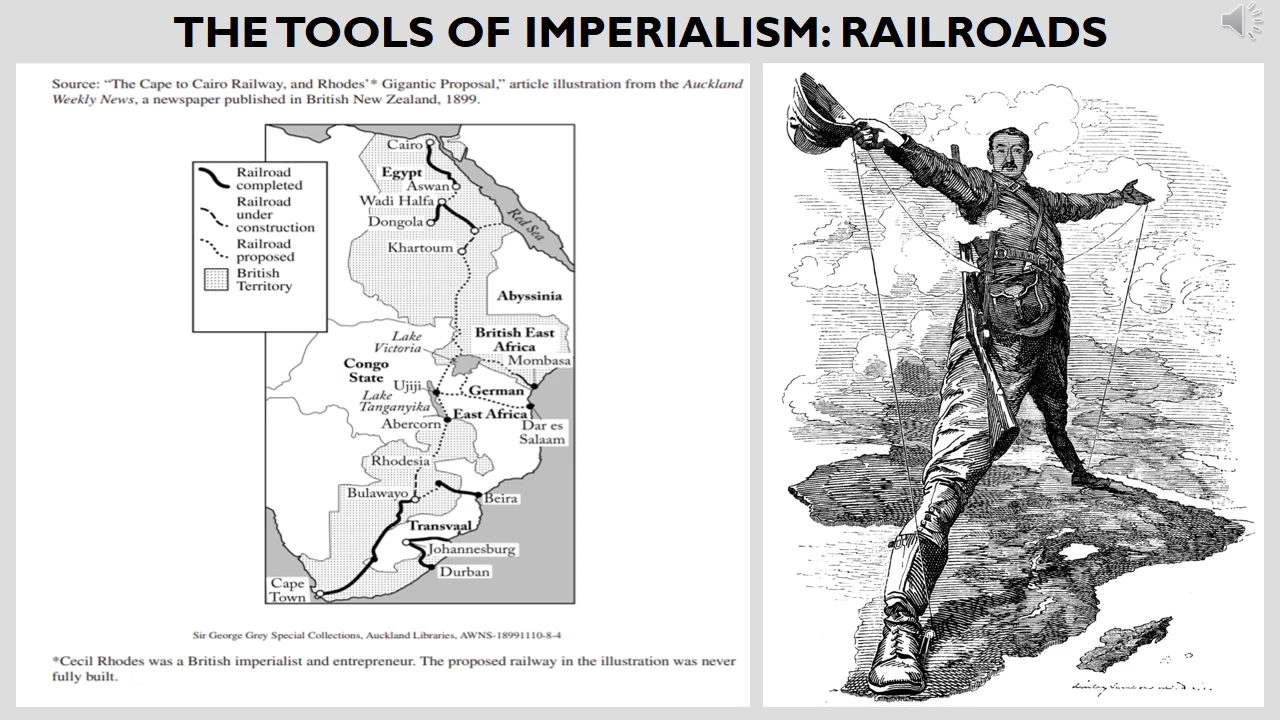 THE TOOLS OF IMPERIALISM: RAILROADS
Source: “The Cape to Cairo Railway, and Rhodes’* Gigantic Proposal,” article illustration from the Auckland
Weekly News, a newspaper published in British New Zealand, 1899.
Railroad
completed
Railroad
under
construction
Railroad
proposed
British
Territory
Cairo
Egypt
Aswan
Wadi Halfa
Dongola
Red Sea
Khartoum
Abyssinia
British East
Africa
Lake
Victoria
Mombasa
Congo
State
Ujiji
German
Lake
Tanganyika
East Africa
Abercorn
Dar es
Salaam
Rhodesia
Bulawayo
Beira
Transvaal
Johannesburg
Durban
Cape
Town
Sir George Grey Special Collections, Auckland Libraries, AWNS-18991110-8-4
*Cecil Rhodes was a British imperialist and entrepreneur. The proposed railway in the illustration was never
fully built.